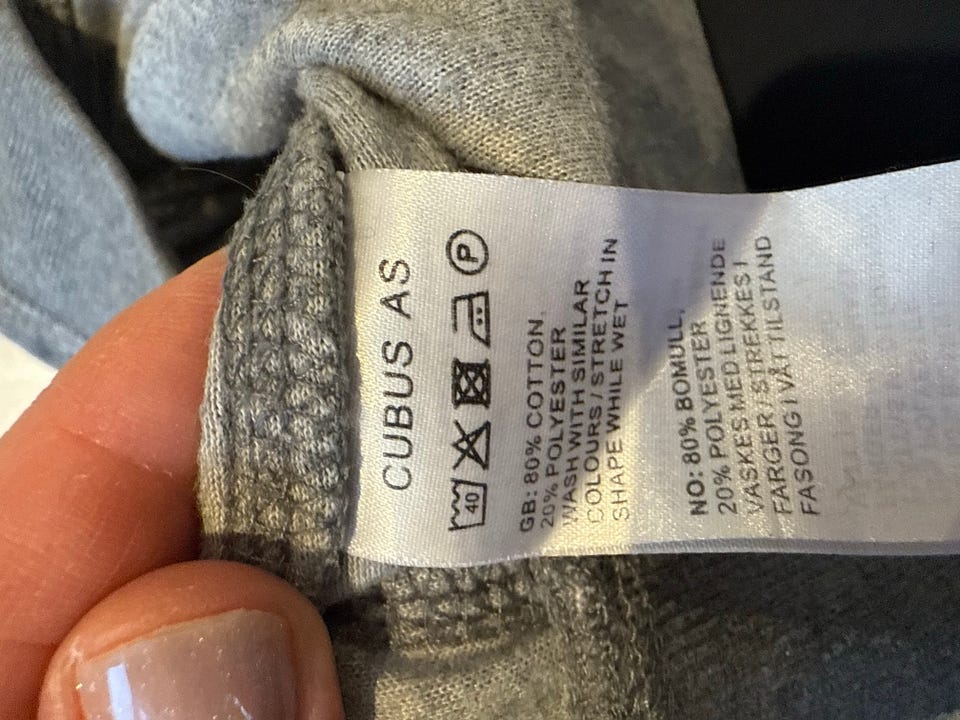 CUBUS AS
40 P
GB: 80% COTTON,
20% POLYESTER
WASH WITH SIMILAR
COLOURS / STRETCH IN
SHAPE WHILE WET
NO: 80% BOMULL,
20% POLYESTER
VASKES MED LIGNENDE
FARGER / STREKKES I
FASONG I VÅT TILSTAND